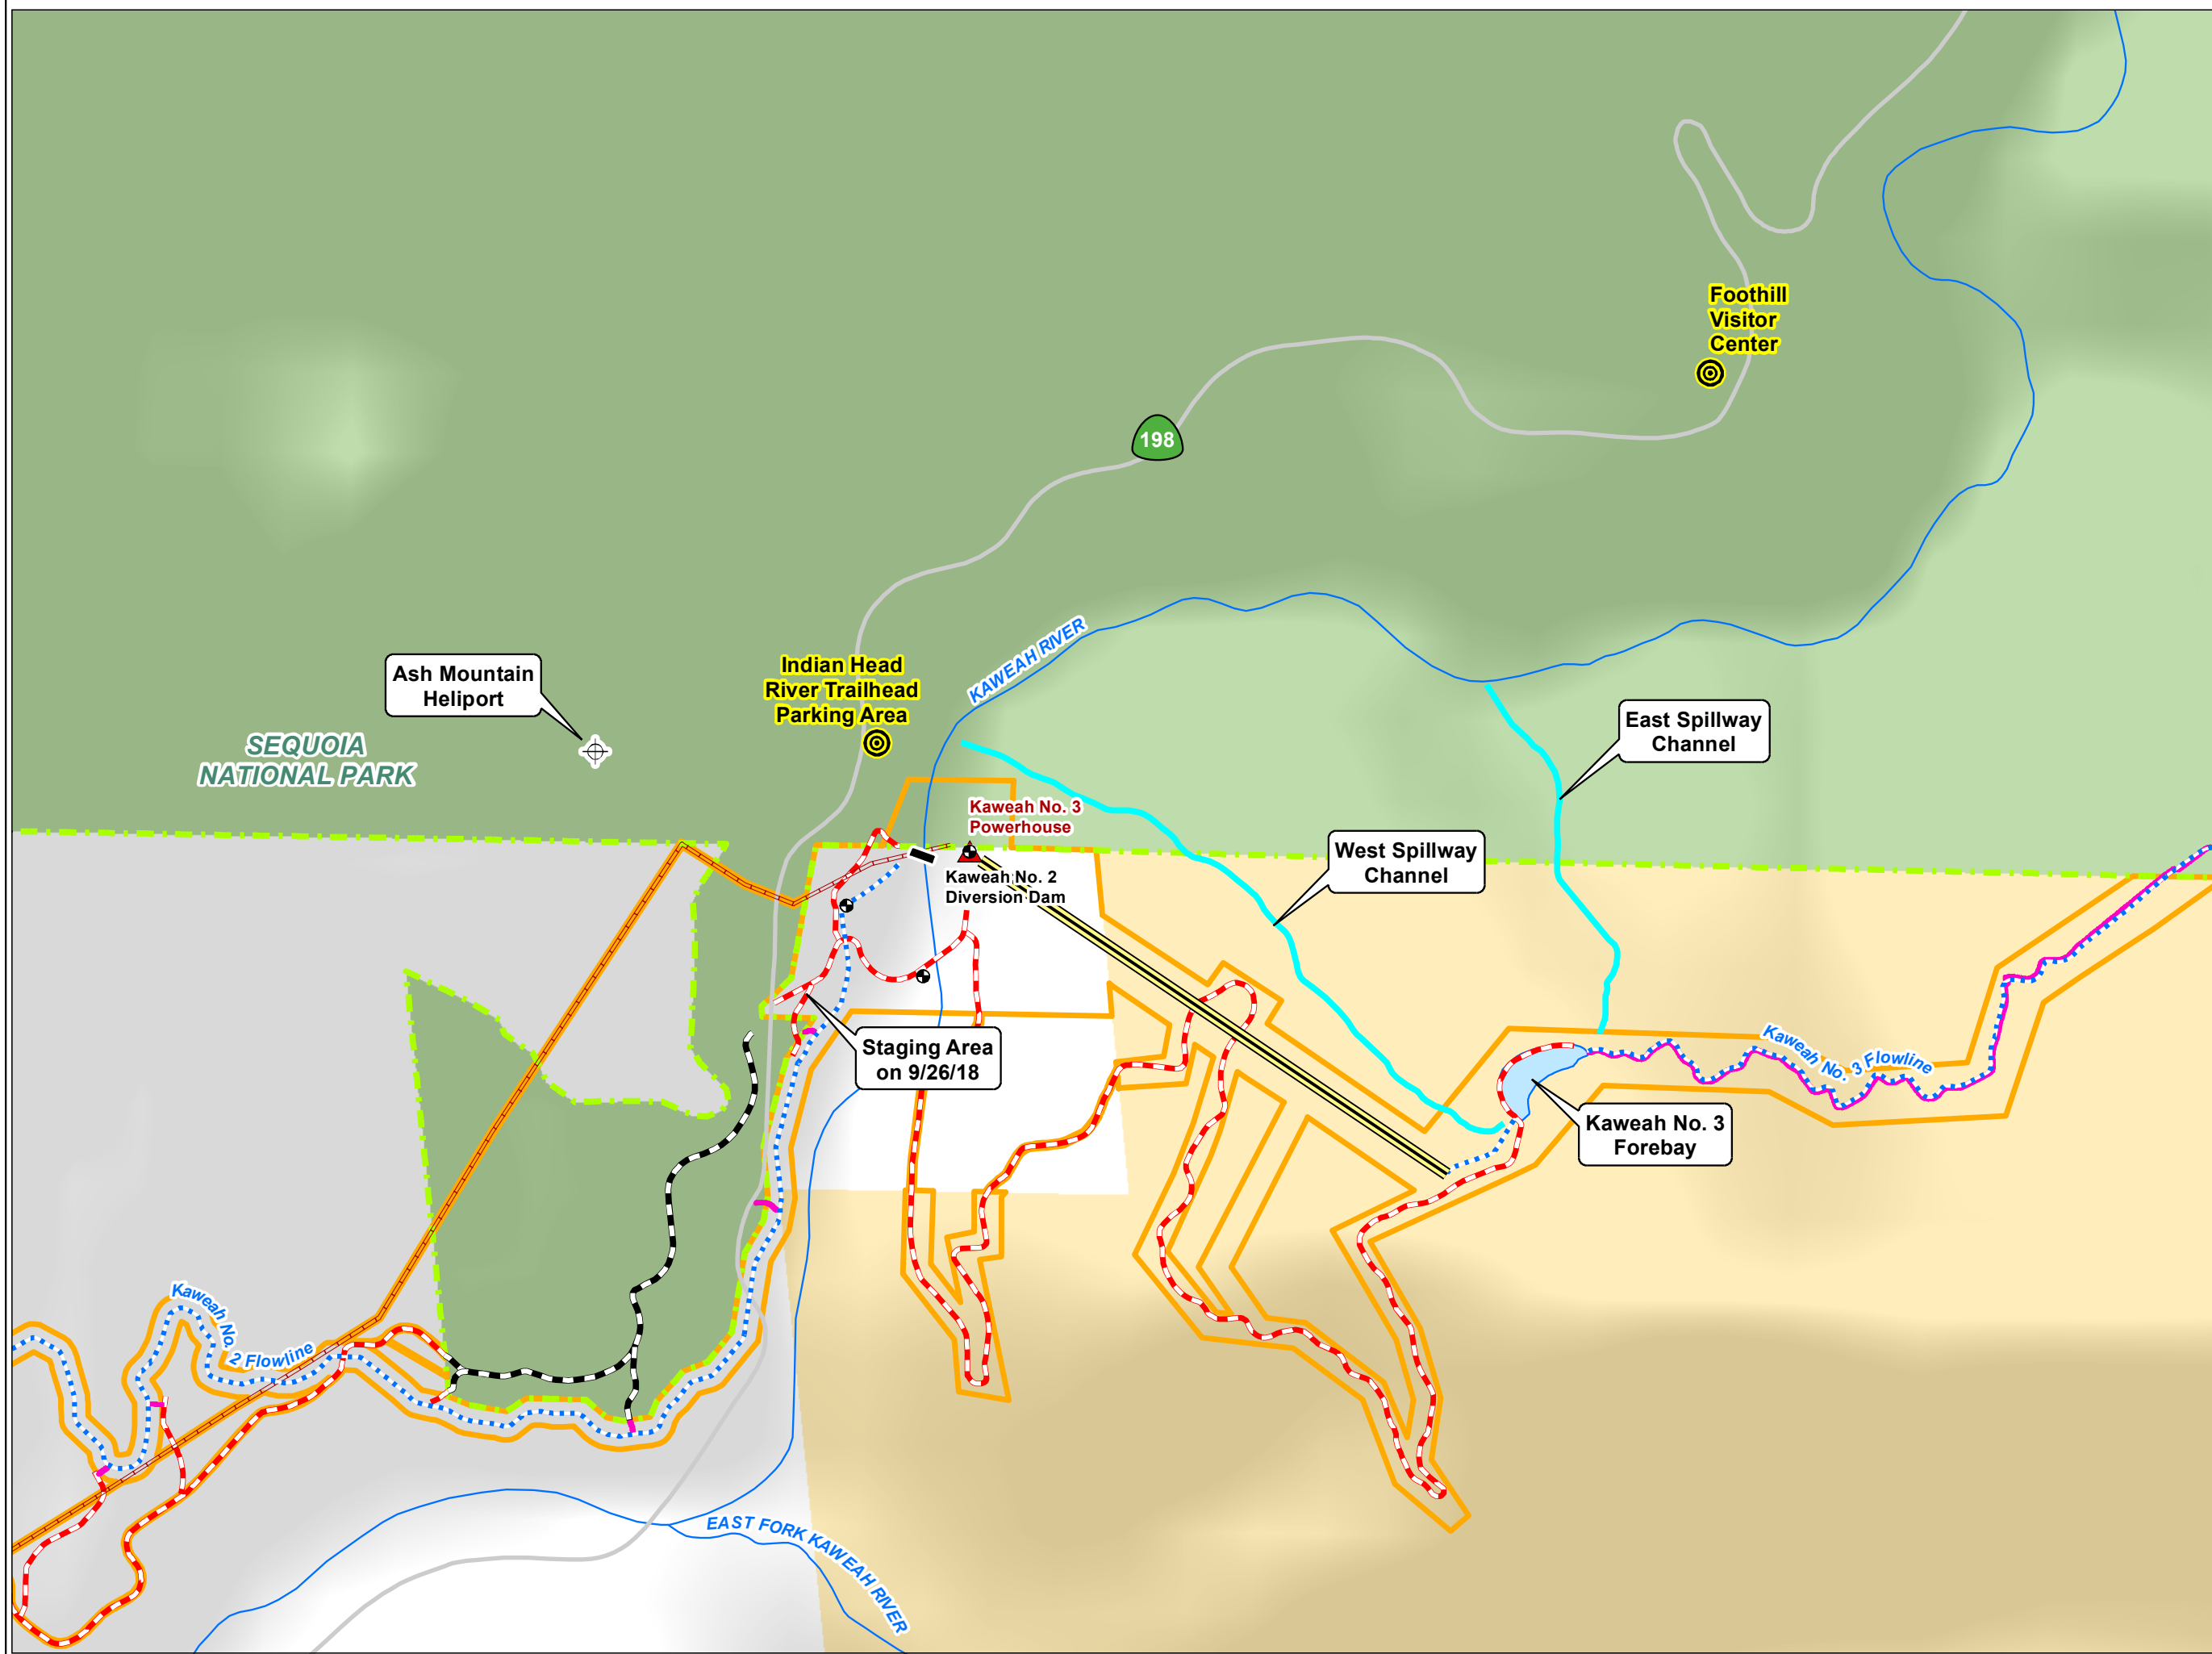 Foothill
Visitor
Center
198
KAWEAH RIVER
Ash Mountain
Heliport
Indian Head
River Trailhead
Parking Area
East Spillway
Channel
SEQUOIA
NATIONAL PARK
Kaweah No. 3
Powerhouse
West Spillway
Channel
Kaweah No. 2
Diversion Dam
Staging Area
on 9/26/18
Kaweah No. 3 Flowline
Kaweah No. 3
Forebay
Kaweah No. 2 Flowline
EAST FORK KAWEAH RIVER